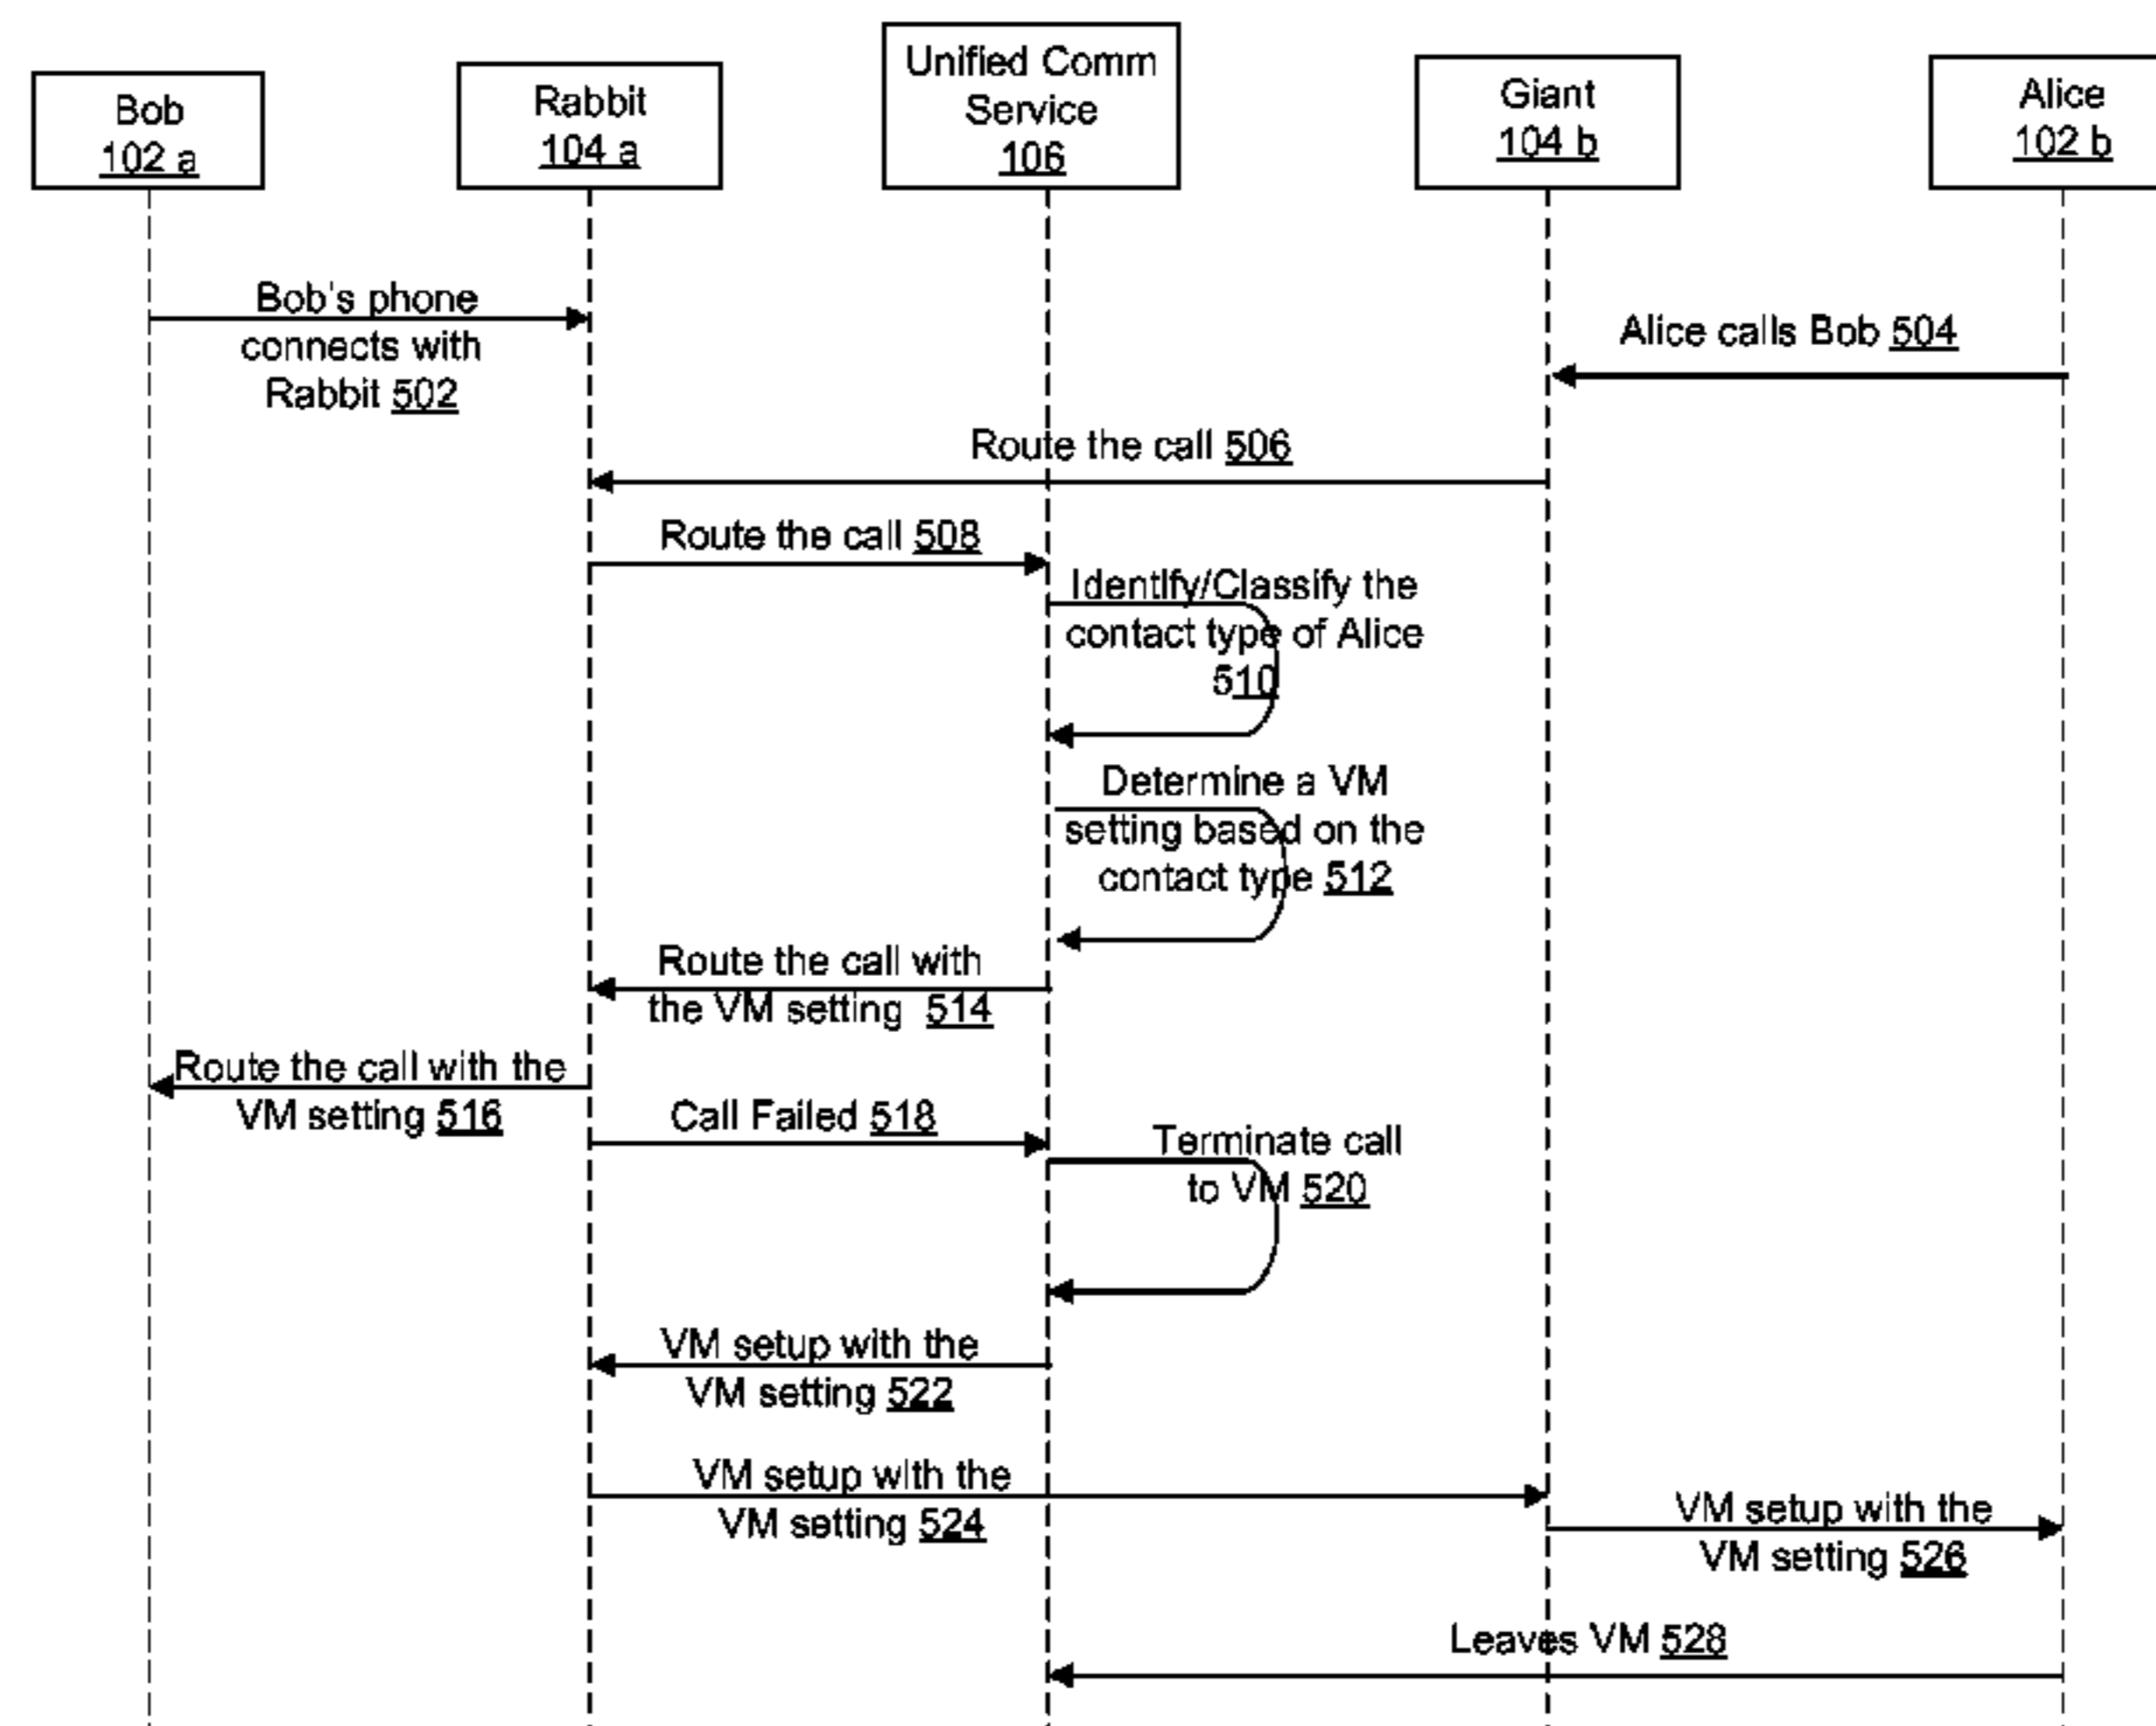 Bob
102 a
Rabbit
104 a
Unified Comm
Service
106
Giant
104 b
Alice
102 b
Bob's phone
connects with
Rabbit 502
Alice calls Bob 504
Route the call 506
Route the call 508
Identify/Classify the
contact type of Alice
510
Determine a VM
setting based on the
contact type 512
Route the call with
the VM setting 514
Route the call with the
VM setting 516
Call Failed 518
Terminate call
to VM 520
VM setup with the
VM setting 522
VM setup with the
VM setting 524
VM setup with the
VM setting 526
Leaves VM 528